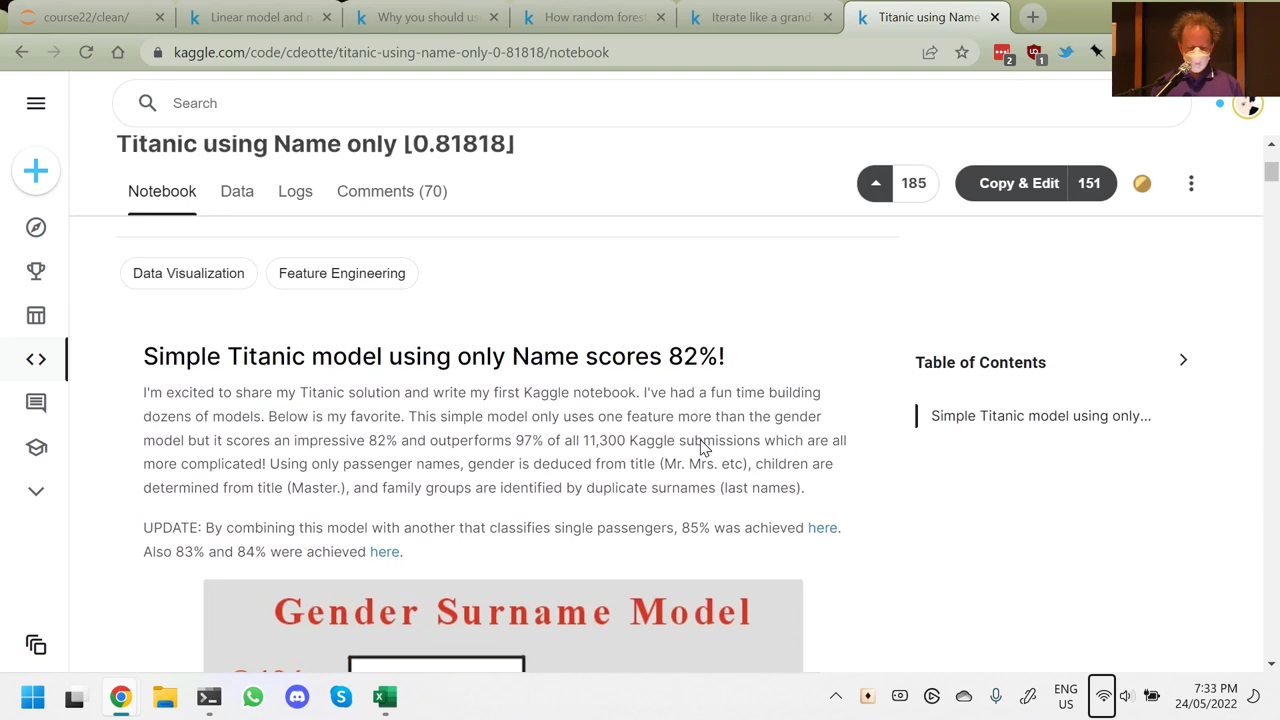 course22/clean/
Linear model and n
Why you should us
How random forest
Iterate like a grand
Titanic using Name
kaggle.com/code/cdeotte/titanic-using-name-only-0-81818/notebook
2
1
Search
Titanic using Name only [0.81818]
Notebook
Data
Logs
Comments (70)
185
Copy & Edit
151
Data Visualization
Feature Engineering
Simple Titanic model using only Name scores 82%!
I'm excited to share my Titanic solution and write my first Kaggle notebook. I've had a fun time building
dozens of models. Below is my favorite. This simple model only uses one feature more than the gender
model but it scores an impressive 82% and outperforms 97% of all 11,300 Kaggle submissions which are all
more complicated! Using only passenger names, gender is deduced from title (Mr. Mrs. etc), children are
determined from title (Master.), and family groups are identified by duplicate surnames (last names).
UPDATE: By combining this model with another that classifies single passengers, 85% was achieved here.
Also 83% and 84% were achieved here.
Table of Contents
Simple Titanic model using only...
Gender Surname Model
ENG
US
7:33 PM
24/05/2022